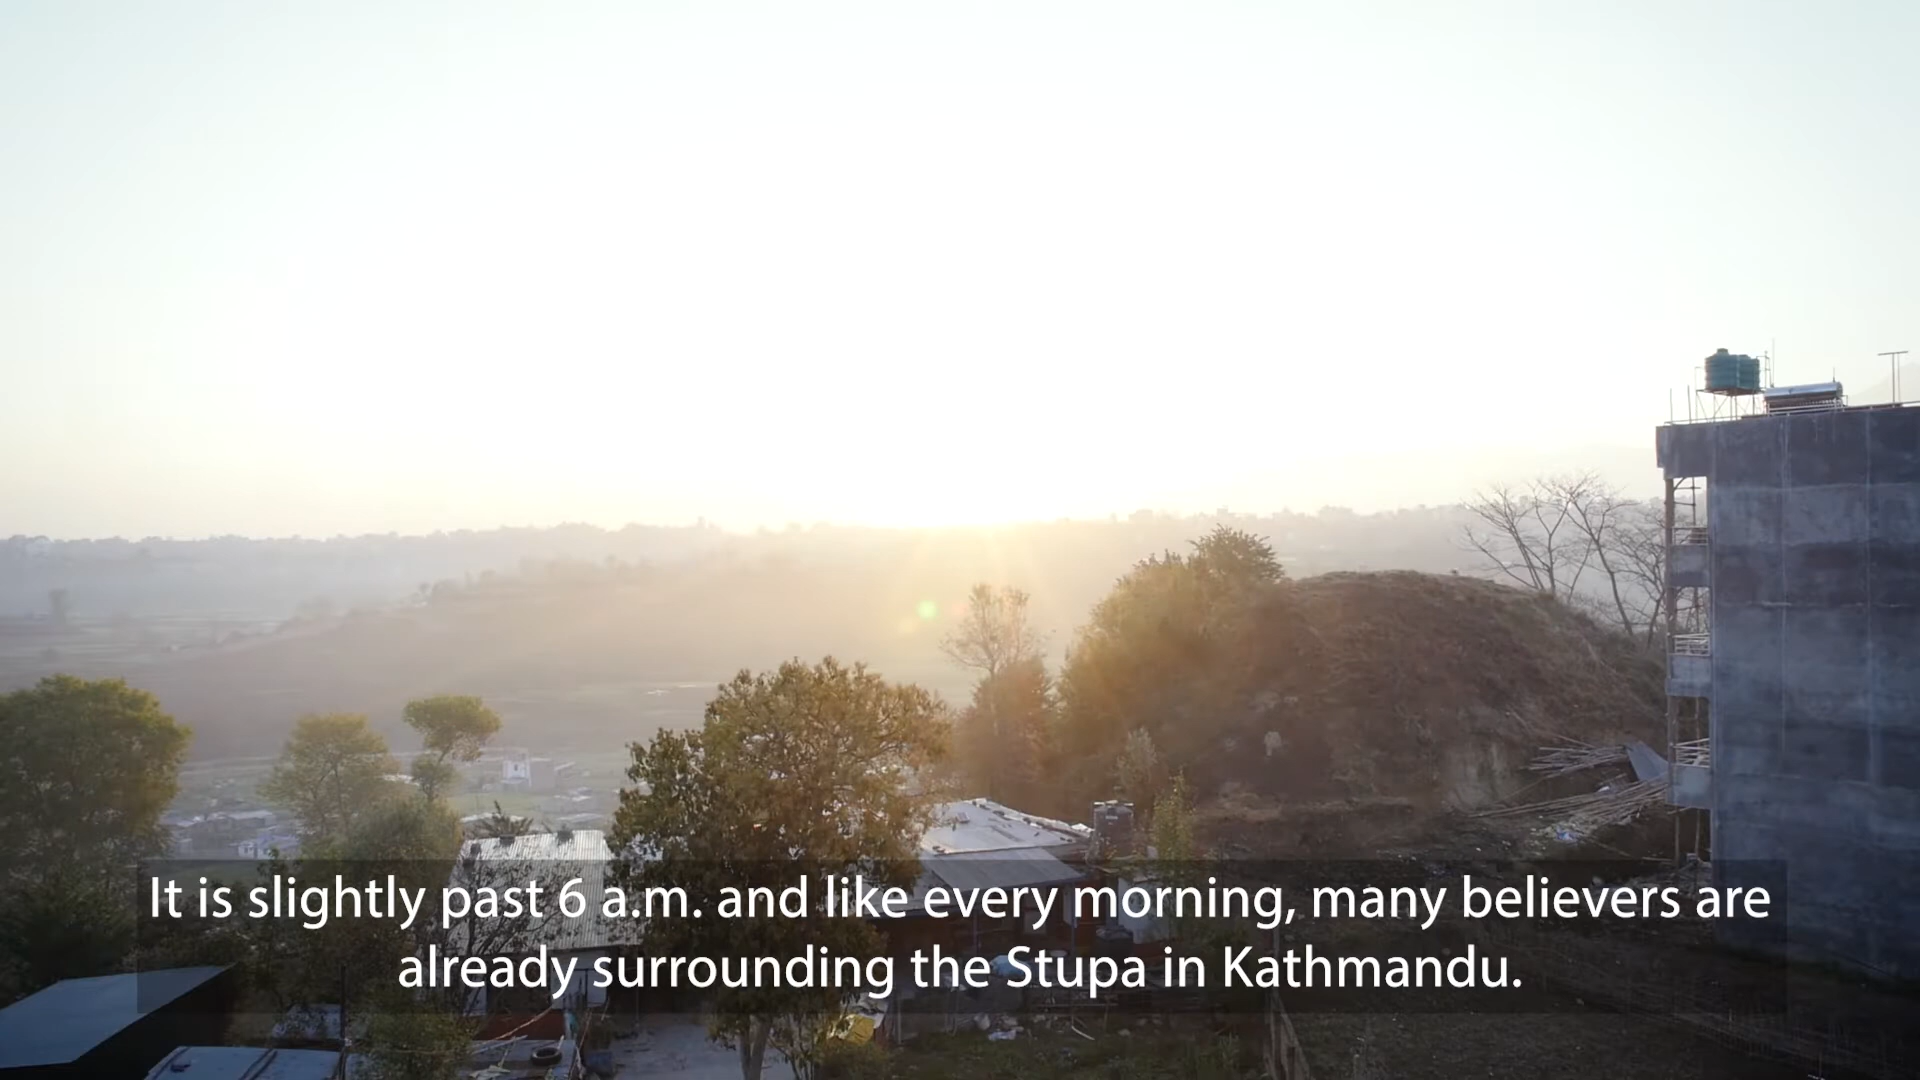 It is slightly past 6 a.m. and like every morning, many believers are
already surrounding the Stupa in Kathmandu.